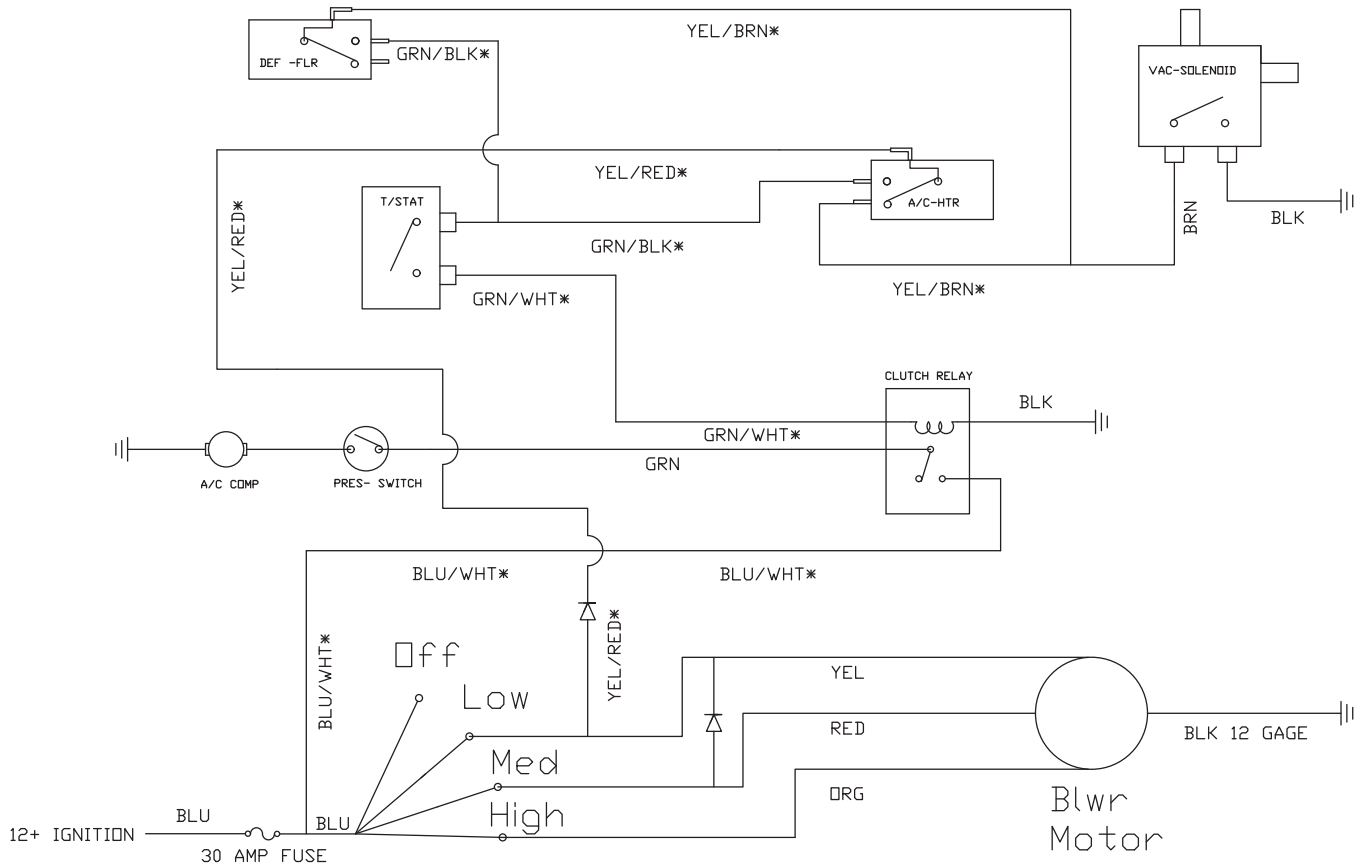 YEL/BRN*
GRN/BLK*
DEF -FLR
VAC-SOLENOID
YEL/RED*
T/STAT
A/C-HTR
YEL/RED*
BRN
BLK
GRN/BLK*
YEL/BRN*
GRN/WHT*
CLUTCH RELAY
BLK
GRN/WHT*
GRN
A/C COMP
PRES- SWITCH
BLU/WHT*
BLU/WHT*
YEL/RED*
BLU/WHT*
Off
Low
YEL
RED
BLK 12 GAGE
Med
ORG
High
Blwr
Motor
BLU
BLU
12+ IGNITION
30 AMP FUSE